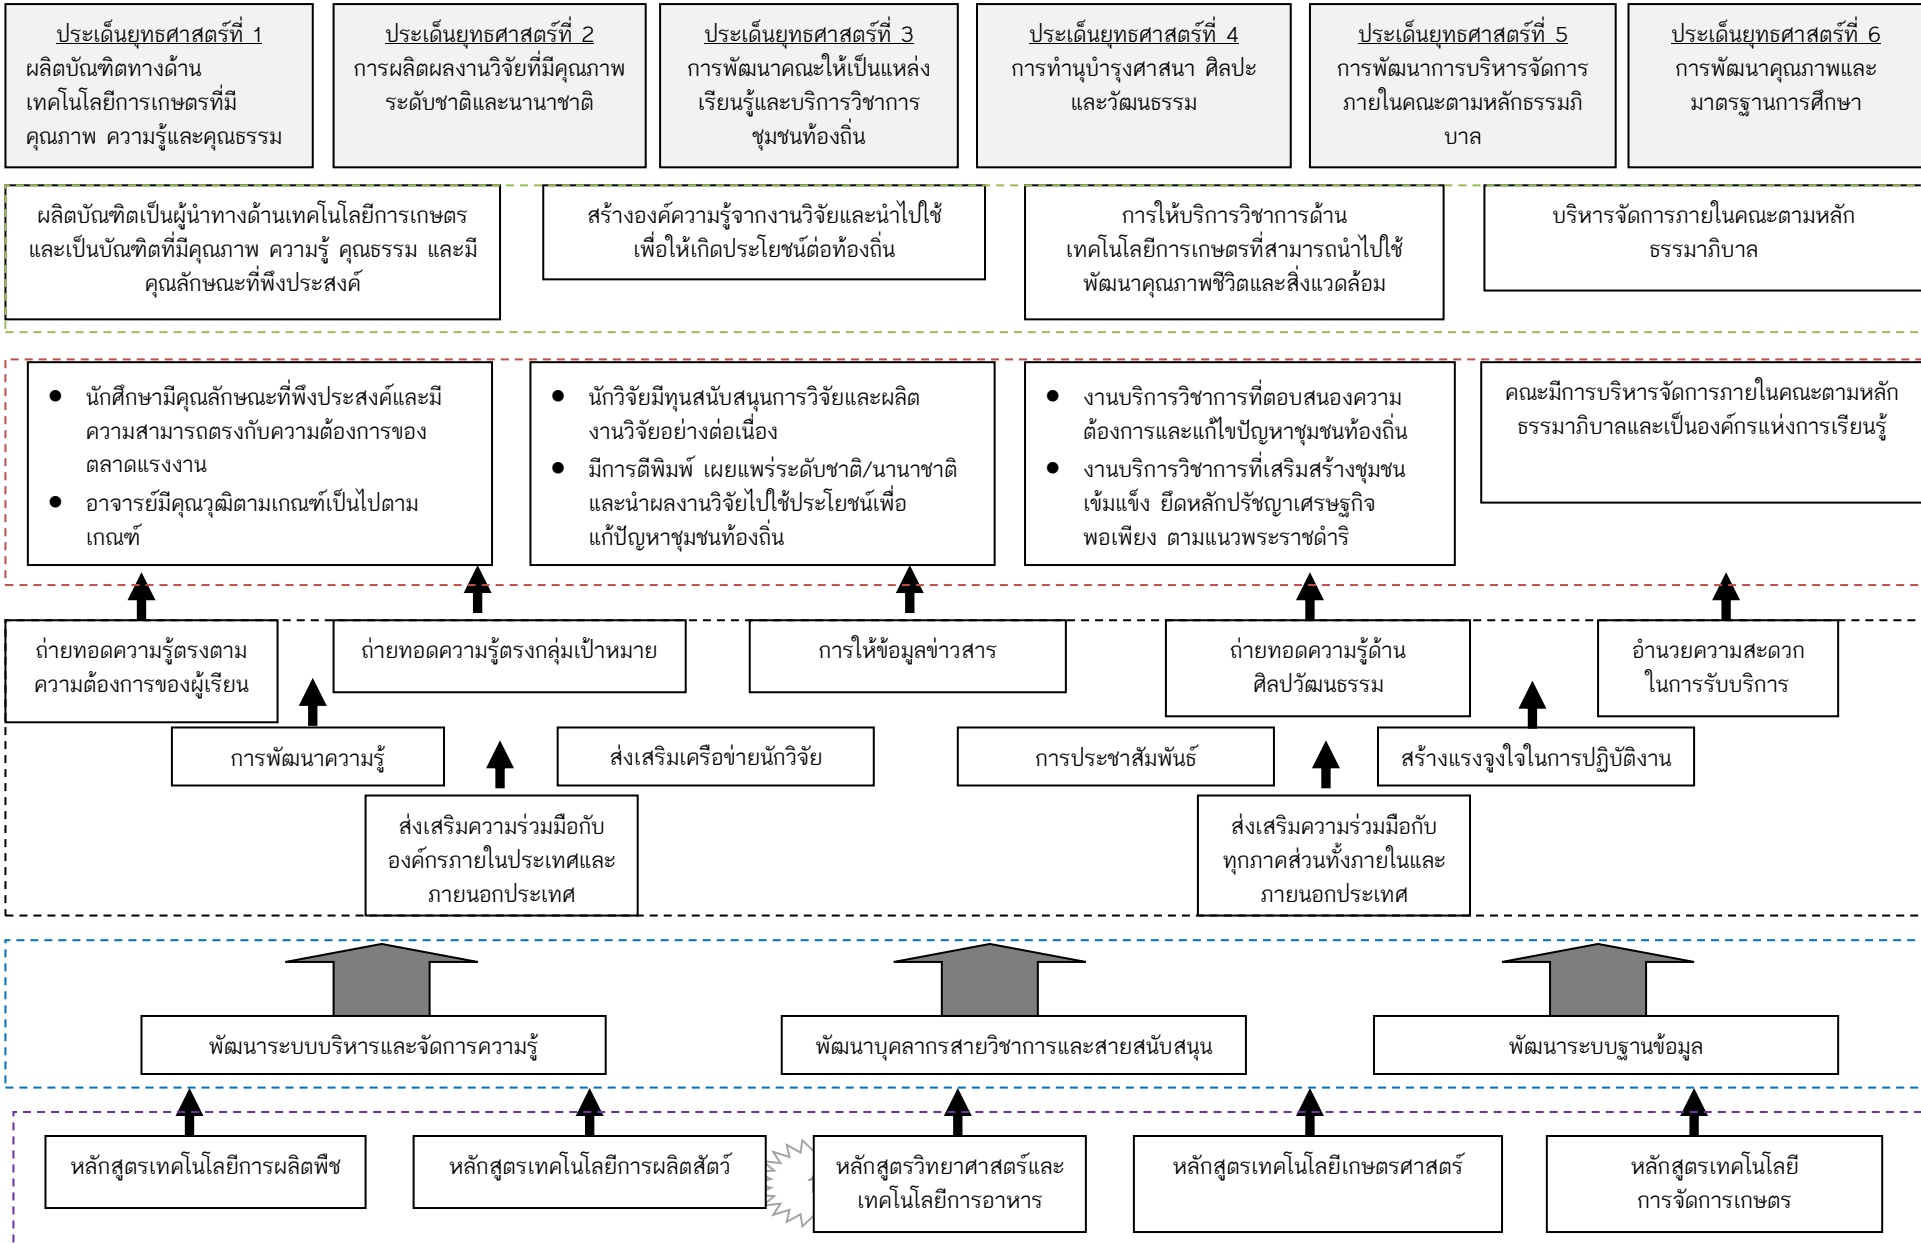 ประเด็นยุทธศาสตร์ที่ 1
ผลิตบัณฑิตทางด้าน
เทคโนโลยีการเกษตรที่มี
คุณภาพ ความรู้และคุณธรรม
ประเด็นยุทธศาสตร์ที่ 2
การผลิตผลงานวิจัยที่มีคุณภาพ
ระดับชาติและนานาชาติ
ประเด็นยุทธศาสตร์ที่ 3
การพัฒนาคณะให้เป็นแหล่ง
เรียนรู้และบริการวิชาการ
ชุมชนท้องถิ่น
ประเด็นยุทธศาสตร์ที่ 4
การทำนุบำรุงศาสนา ศิลปะ
และวัฒนธรรม
ประเด็นยุทธศาสตร์ที่ 5
การพัฒนาการบริหารจัดการ
ภายในคณะตามหลักธรรมภิ
บาล
ประเด็นยุทธศาสตร์ที่ 6
การพัฒนาคุณภาพและ
มาตรฐานการศึกษา
ผลิตบัณฑิตเป็นผู้นำทางด้านเทคโนโลยีการเกษตร
และเป็นบัณฑิตที่มีคุณภาพ ความรู้ คุณธรรม และมี
คุณลักษณะที่พึงประสงค์
สร้างองค์ความรู้จากงานวิจัยและนำไปใช้
เพื่อให้เกิดประโยชน์ต่อท้องถิ่น
การให้บริการวิชาการด้าน
เทคโนโลยีการเกษตรที่สามารถนำไปใช้
พัฒนาคุณภาพชีวิตและสิ่งแวดล้อม
บริหารจัดการภายในคณะตามหลัก
ธรรมาภิบาล
● นักศึกษามีคุณลักษณะที่พึงประสงค์และมี
ความสามารถตรงกับความต้องการของ
ตลาดแรงงาน
● อาจารย์มีคุณวุฒิตามเกณฑ์เป็นไปตาม
เกณฑ์
● นักวิจัยมีทุนสนับสนุนการวิจัยและผลิต
งานวิจัยอย่างต่อเนื่อง
● มีการตีพิมพ์ เผยแพร่ระดับชาติ/นานาชาติ
และนำผลงานวิจัยไปใช้ประโยชน์เพื่อ
แก้ปัญหาชุมชนท้องถิ่น
● งานบริการวิชาการที่ตอบสนองความ
ต้องการและแก้ไขปัญหาชุมชนท้องถิ่น
● งานบริการวิชาการที่เสริมสร้างชุมชน
เข้มแข็ง ยึดหลักปรัชญาเศรษฐกิจ
พอเพียง ตามแนวพระราชดำริ
คณะมีการบริหารจัดการภายในคณะตามหลัก
ธรรมาภิบาลและเป็นองค์กรแห่งการเรียนรู้
ถ่ายทอดความรู้ตรงตาม
ความต้องการของผู้เรียน
ถ่ายทอดความรู้ตรงกลุ่มเป้าหมาย
การให้ข้อมูลข่าวสาร
ถ่ายทอดความรู้ด้าน
ศิลปวัฒนธรรม
อำนวยความสะดวก
ในการรับบริการ
การพัฒนาความรู้
ส่งเสริมเครือข่ายนักวิจัย
การประชาสัมพันธ์
สร้างแรงจูงใจในการปฏิบัติงาน
ส่งเสริมความร่วมมือกับ
องค์กรภายในประเทศและ
ภายนอกประเทศ
ส่งเสริมความร่วมมือกับ
ทุกภาคส่วนทั้งภายในและ
ภายนอกประเทศ
พัฒนาระบบบริหารและจัดการความรู้
พัฒนาบุคลากรสายวิชาการและสายสนับสนุน
พัฒนาระบบฐานข้อมูล
หลักสูตรเทคโนโลยีการผลิตพืช
หลักสูตรเทคโนโลยีการผลิตสัตว์
หลักสูตรวิทยาศาสตร์และ
เทคโนโลยีการอาหาร
หลักสูตรเทคโนโลยีเกษตรศาสตร์
หลักสูตรเทคโนโลยี
การจัดการเกษตร